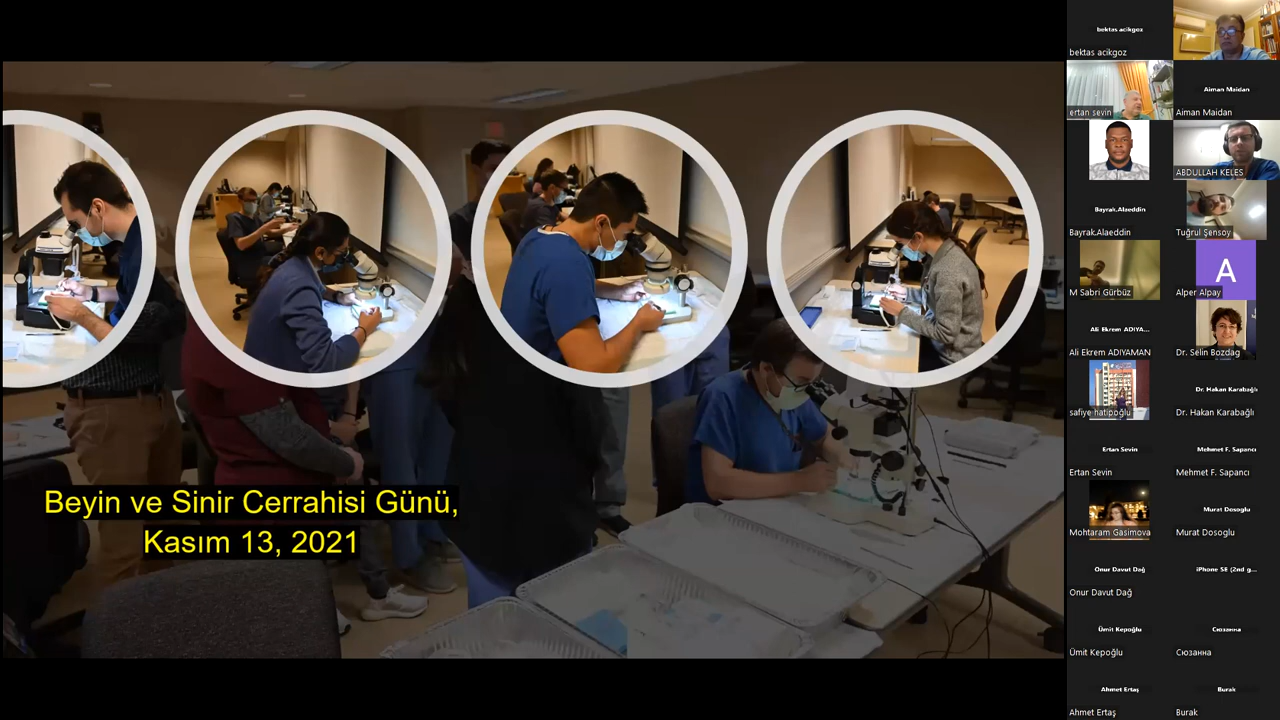 Beyin ve Sinir Cerrahisi Günü,
Kasım 13, 2021
bektas acikgoz
bektas acikgoz
ertan sevin
Aiman Maidan
Aiman Maidan
ABDULLAH KELES
Bayrak.Alaeddin
Bayrak.Alaeddin
Tuğrul Şensoy
M Sabri Gürbüz
A
Alper Alpay
Ali Ekrem ADIYA...
Ali Ekrem ADIYAMAN
Dr. Selin Bozdag
safiye hatipoğlu
Dr. Hakan Karabağlı
Dr. Hakan Karabağlı
Ertan Sevin
Ertan Sevin
Mehmet F. Sapancı
Mehmet F. Sapancı
Mohtaram Gasimova
Murat Dosoglu
Murat Dosoglu
Onur Davut Dağ
Onur Davut Dağ
iPhone SE (2nd g...
Ümit Kepoğlu
Ümit Kepoğlu
Сюзанна
Сюзанна
Ahmet Ertaş
Ahmet Ertaş
Burak
Burak